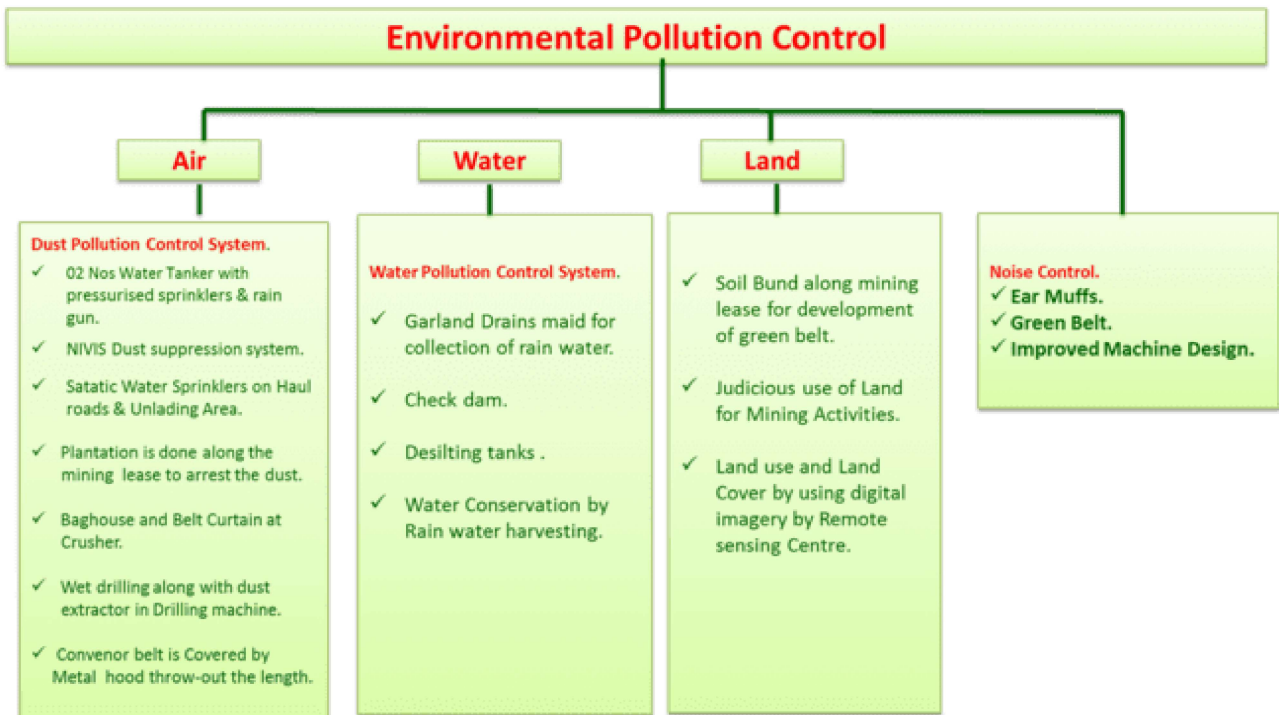 Environmental Pollution Control
Air
Water
Land
Dust Pollution Control System.
✓ 02 Nos Water Tanker with
pressurised sprinklers & rain
gun.
✓ NIVIS Dust suppression system.
✓ Satatic Water Sprinklers on Haul
roads & Unlading Area.
✓ Plantation is done along the
mining lease to arrest the dust.
✓ Baghouse and Belt Curtain at
Crusher.
✓ Wet drilling along with dust
extractor in Drilling machine.
✓ Convenor belt is Covered by
Metal hood throw-out the length.
Water Pollution Control System.
✓ Garland Drains maid for
collection of rain water.
✓ Check dam.
✓ Desilting tanks .
✓ Water Conservation by
Rain water harvesting.
✓ Soil Bund along mining
lease for development
of green belt.
✓ Judicious use of Land
for Mining Activities.
✓ Land use and Land
Cover by using digital
imagery by Remote
sensing Centre.
Noise Control.
✓ Ear Muffs.
✓ Green Belt.
✓ Improved Machine Design.